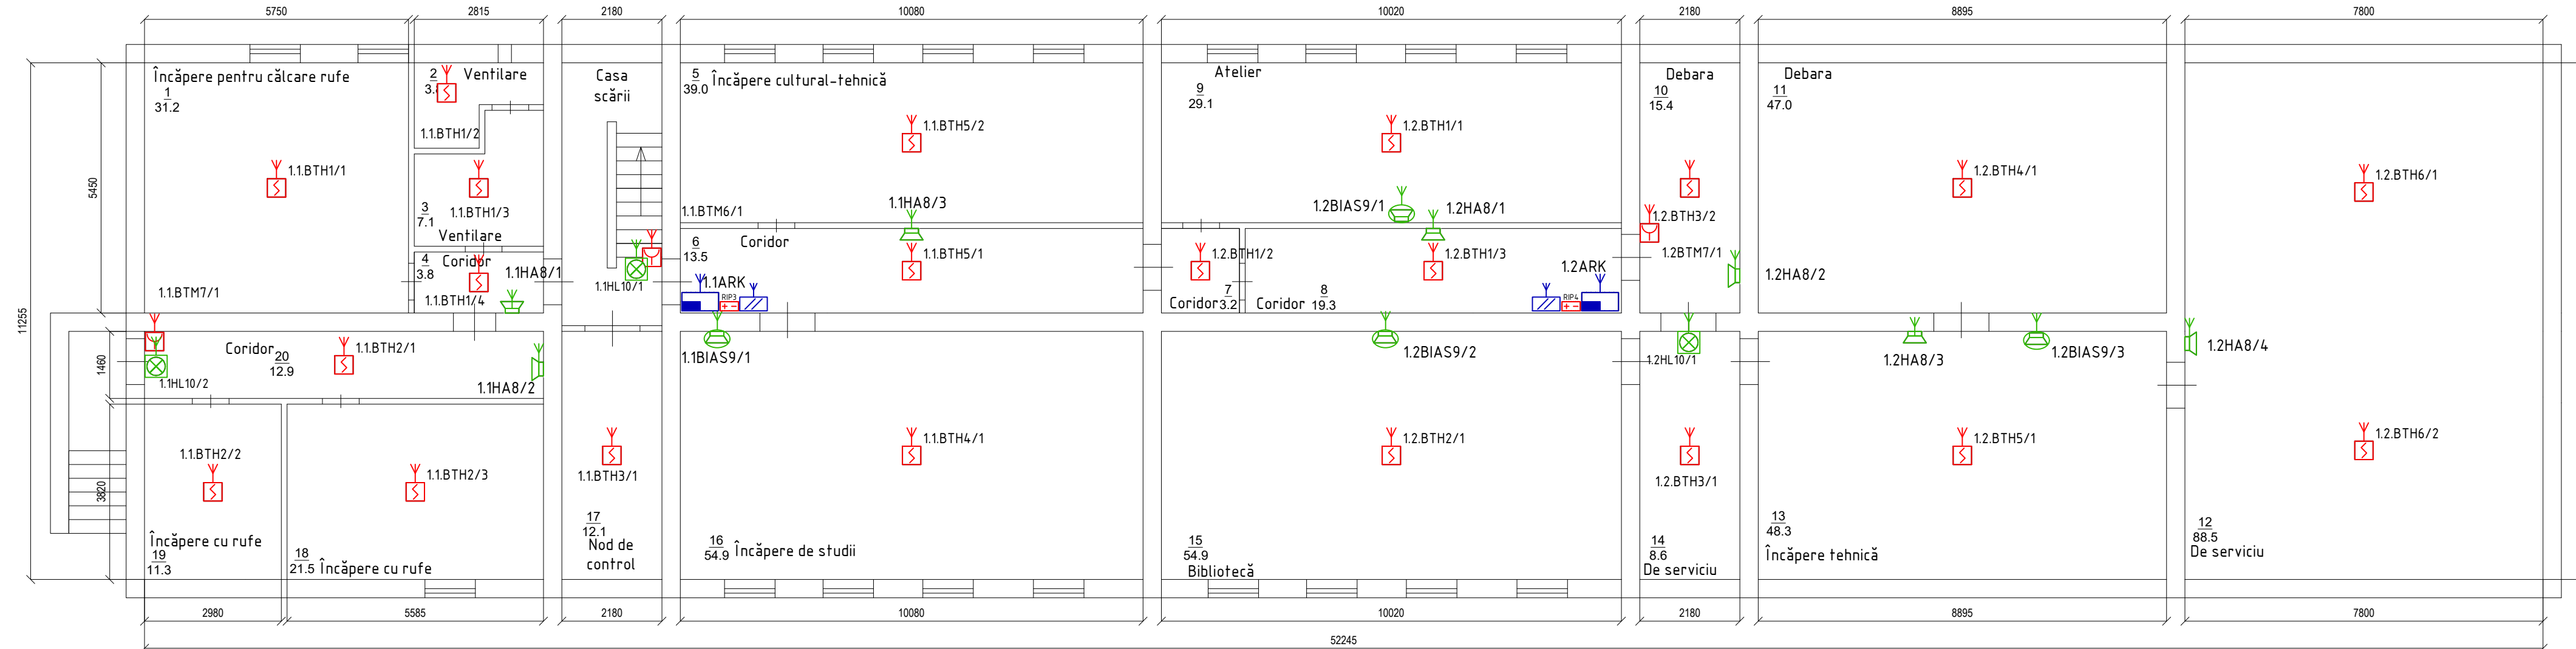 5750
2815
2180
10080
10020
2180
8895
7800
11255
5450
1460
3820
Încăpere pentru călcare rufe
1
31.2
1.1.BTH1/1
1.1.BTM7/1
2
Ventilare
1.1.BTH1/2
3
7.1
1.1.BTH1/3
Ventilare
4
3.8
Coridor
1.1.BTH1/4
1.1HA8/1
Casa
scării
1.1HL10/1
5
39.0
Încăpere cultural-tehnică
1.1.BTH5/2
1.1.BTM6/1
1.1HA8/3
6
13.5
Coridor
1.1.BTH5/1
1.1ARK
RIP3
1.1BIAS9/1
Atelier
9
29.1
1.2.BTH1/1
1.2BIAS9/1
1.2HA8/1
1.2.BTH1/2
Coridor
7
3.2
Coridor
8
19.3
1.2.BTH1/3
1.2ARK
RIP4
Debara
10
15.4
1.2.BTH3/2
1.2BTM7/1
1.2HL10/1
Debara
11
47.0
1.2.BTH4/1
1.2HA8/2
1.2.BTH6/1
Coridor
20
12.9
1.1.BTH2/1
1.1HL10/2
1.1HA8/2
1.1.BTH2/2
Încăpere cu rufe
19
11.3
1.1.BTH2/3
18
21.5
Încăpere cu rufe
1.1.BTH3/1
17
12.1
Nod de
control
1.1.BTH4/1
16
54.9
Încăpere de studii
1.2BIAS9/2
1.2.BTH2/1
15
54.9
Bibliotecă
1.2.BTH3/1
14
8.6
De serviciu
1.2HA8/3
1.2BIAS9/3
1.2.BTH5/1
13
48.3
Încăpere tehnică
1.2HA8/4
1.2.BTH6/2
12
88.5
De serviciu
2980
5585
2180
10080
10020
2180
8895
7800
52245